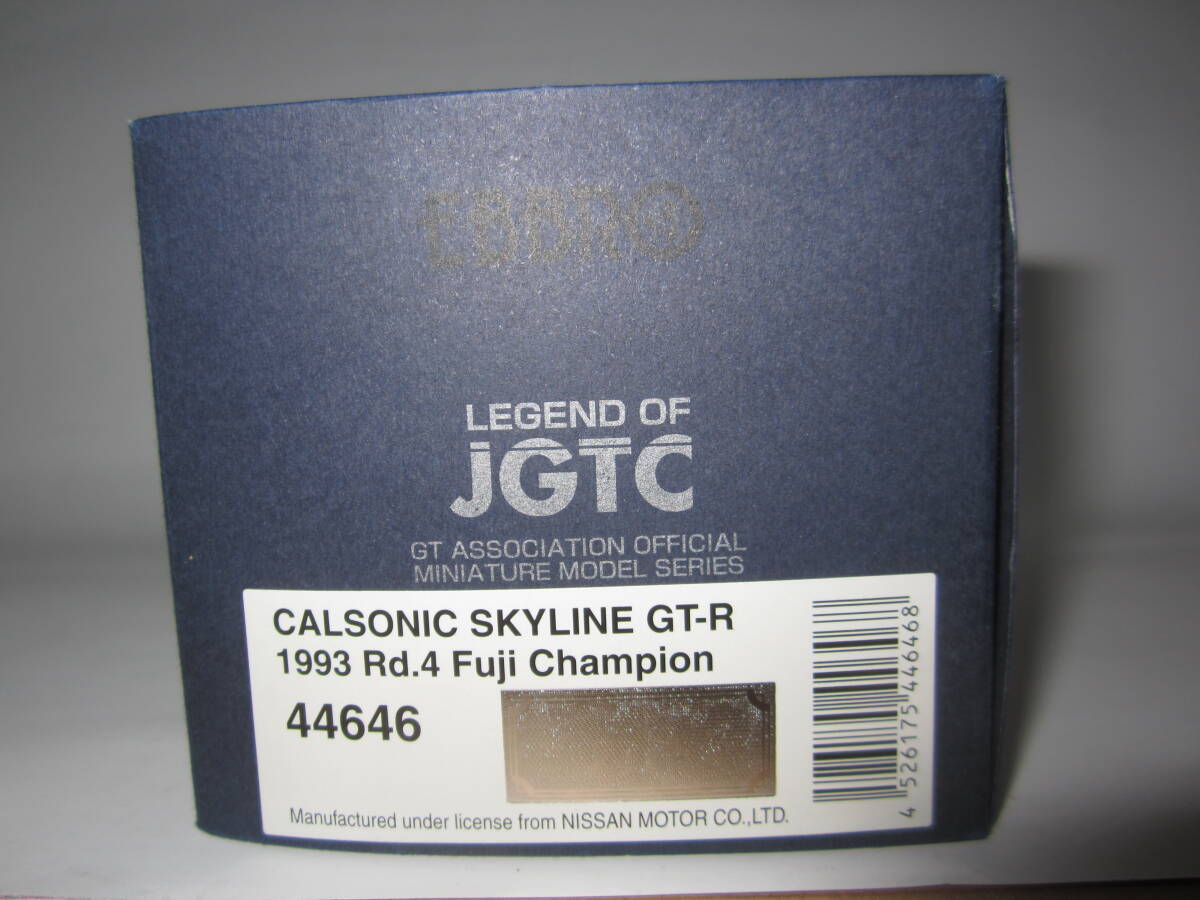 EBBRO
LEGEND OF
JGTC
GT ASSOCIATION OFFICIAL
MINIATURE MODEL SERIES
CALSONIC SKYLINE GT-R
1993 Rd.4 Fuji Champion
44646
Manufactured under license from NISSAN MOTOR CO.,LTD.
4 526175 446468